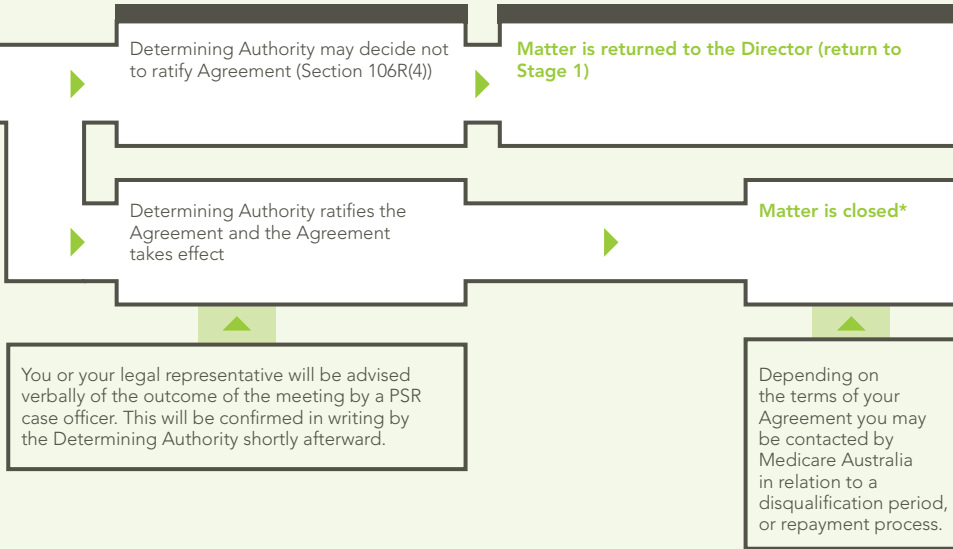 Determining Authority may decide not
to ratify Agreement (Section 106R(4))
Matter is returned to the Director (return to
Stage 1)
Determining Authority ratifies the
Agreement and the Agreement
takes effect
Matter is closed*
You or your legal representative will be advised
verbally of the outcome of the meeting by a PSR
case officer. This will be confirmed in writing by
the Determining Authority shortly afterward.
Depending on
the terms of your
Agreement you may
be contacted by
Medicare Australia
in relation to a
disqualification period,
or repayment process.